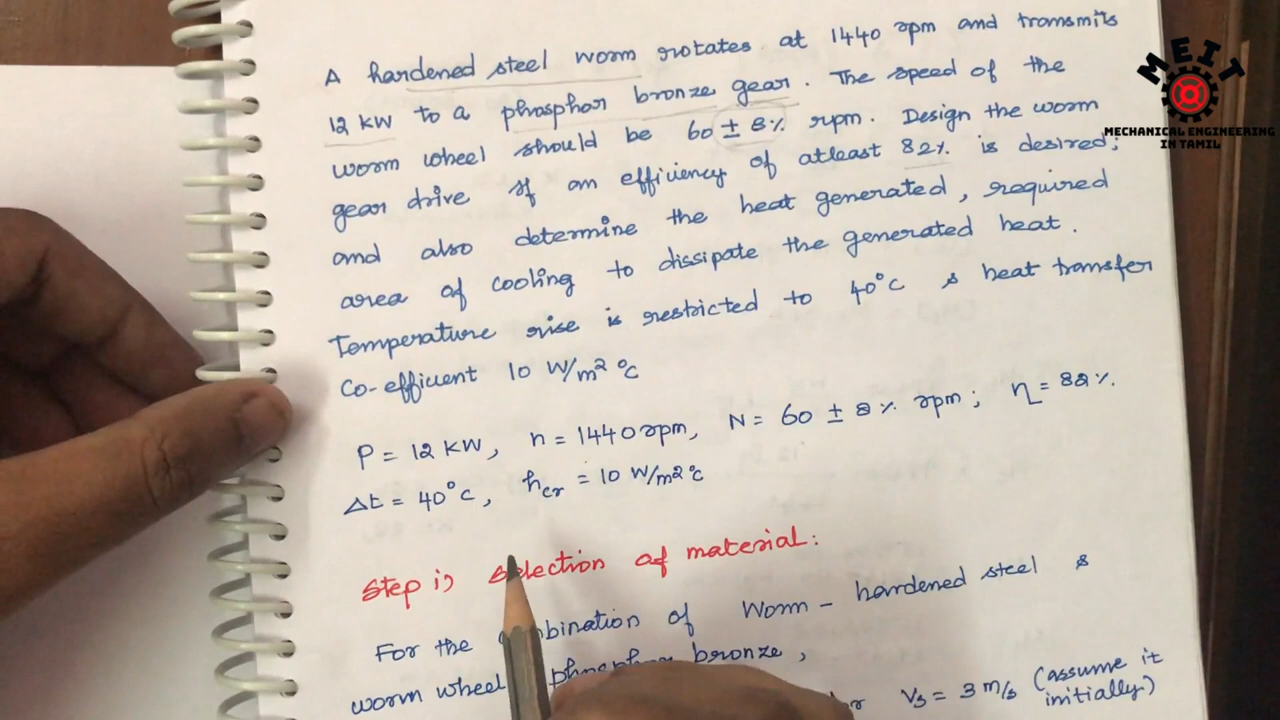 A hardened steel worm rotates at 1440 rpm and transmits
12 kW to a phosphor bronze gear. The speed of the
worm wheel should be 60 ± 8% rpm. Design the worm
gear drive if an efficiency of atleast 82% is desired;
and also determine the heat generated, required
area of cooling to dissipate the generated heat.
Temperature rise is restricted to 40°C & heat transfer
Co-efficient 10 W/m² °C
P = 12 kW, n = 1440 rpm, N = 60 ± 8% rpm; η = 82%.
Δt = 40°C, hcr = 10 W/m²°C
Step i) Selection of material:
For the combination of Worm - hardened steel &
worm wheel phosphor bronze,
Vs = 3 m/s (assume it
initially)
MEIT
MECHANICAL ENGINEERING
IN TAMIL